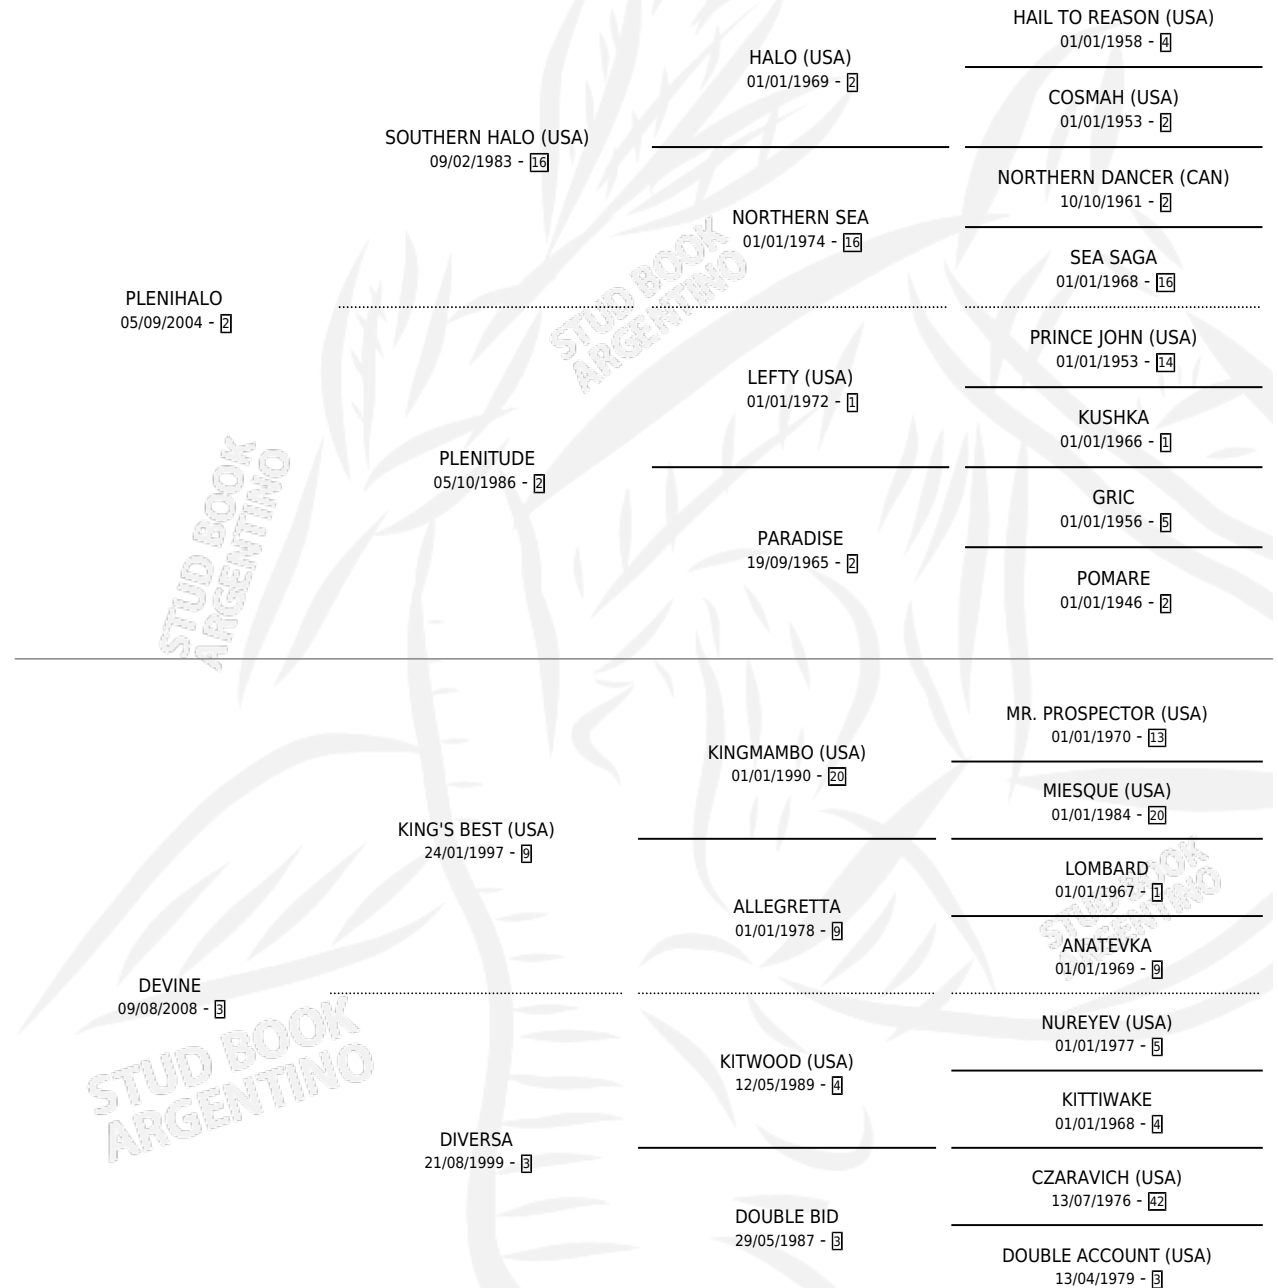 HAIL TO REASON (USA)
01/01/1958 - 4
HALO (USA)
01/01/1969 - 2
COSMAH (USA)
01/01/1953 - 2
SOUTHERN HALO (USA)
09/02/1983 - 16
NORTHERN DANCER (CAN)
10/10/1961 - 2
NORTHERN SEA
01/01/1974 - 16
SEA SAGA
01/01/1968 - 16
PLENIHALO
05/09/2004 - 2
PRINCE JOHN (USA)
01/01/1953 - 14
LEFTY (USA)
01/01/1972 - 1
KUSHKA
01/01/1966 - 1
PLENITUDE
05/10/1986 - 2
GRIC
01/01/1956 - 5
PARADISE
19/09/1965 - 2
POMARE
01/01/1946 - 2
STUD BOOK
ARGENTINO
STUD BOOK
ARGENTINO
MR. PROSPECTOR (USA)
01/01/1970 - 13
KINGMAMBO (USA)
01/01/1990 - 20
MIESQUE (USA)
01/01/1984 - 20
KING'S BEST (USA)
24/01/1997 - 9
LOMBARD
01/01/1967 - 1
ALLEGRETTA
01/01/1978 - 9
ANATEVKA
01/01/1969 - 9
STUD BOOK
ARGENTINO
DEVINE
09/08/2008 - 3
NUREYEV (USA)
01/01/1977 - 5
KITWOOD (USA)
12/05/1989 - 4
KITTIWAKE
01/01/1968 - 4
STUD BOOK
ARGENTINO
DIVERSA
21/08/1999 - 3
CZARAVICH (USA)
13/07/1976 - 42
DOUBLE BID
29/05/1987 - 3
DOUBLE ACCOUNT (USA)
13/04/1979 - 3